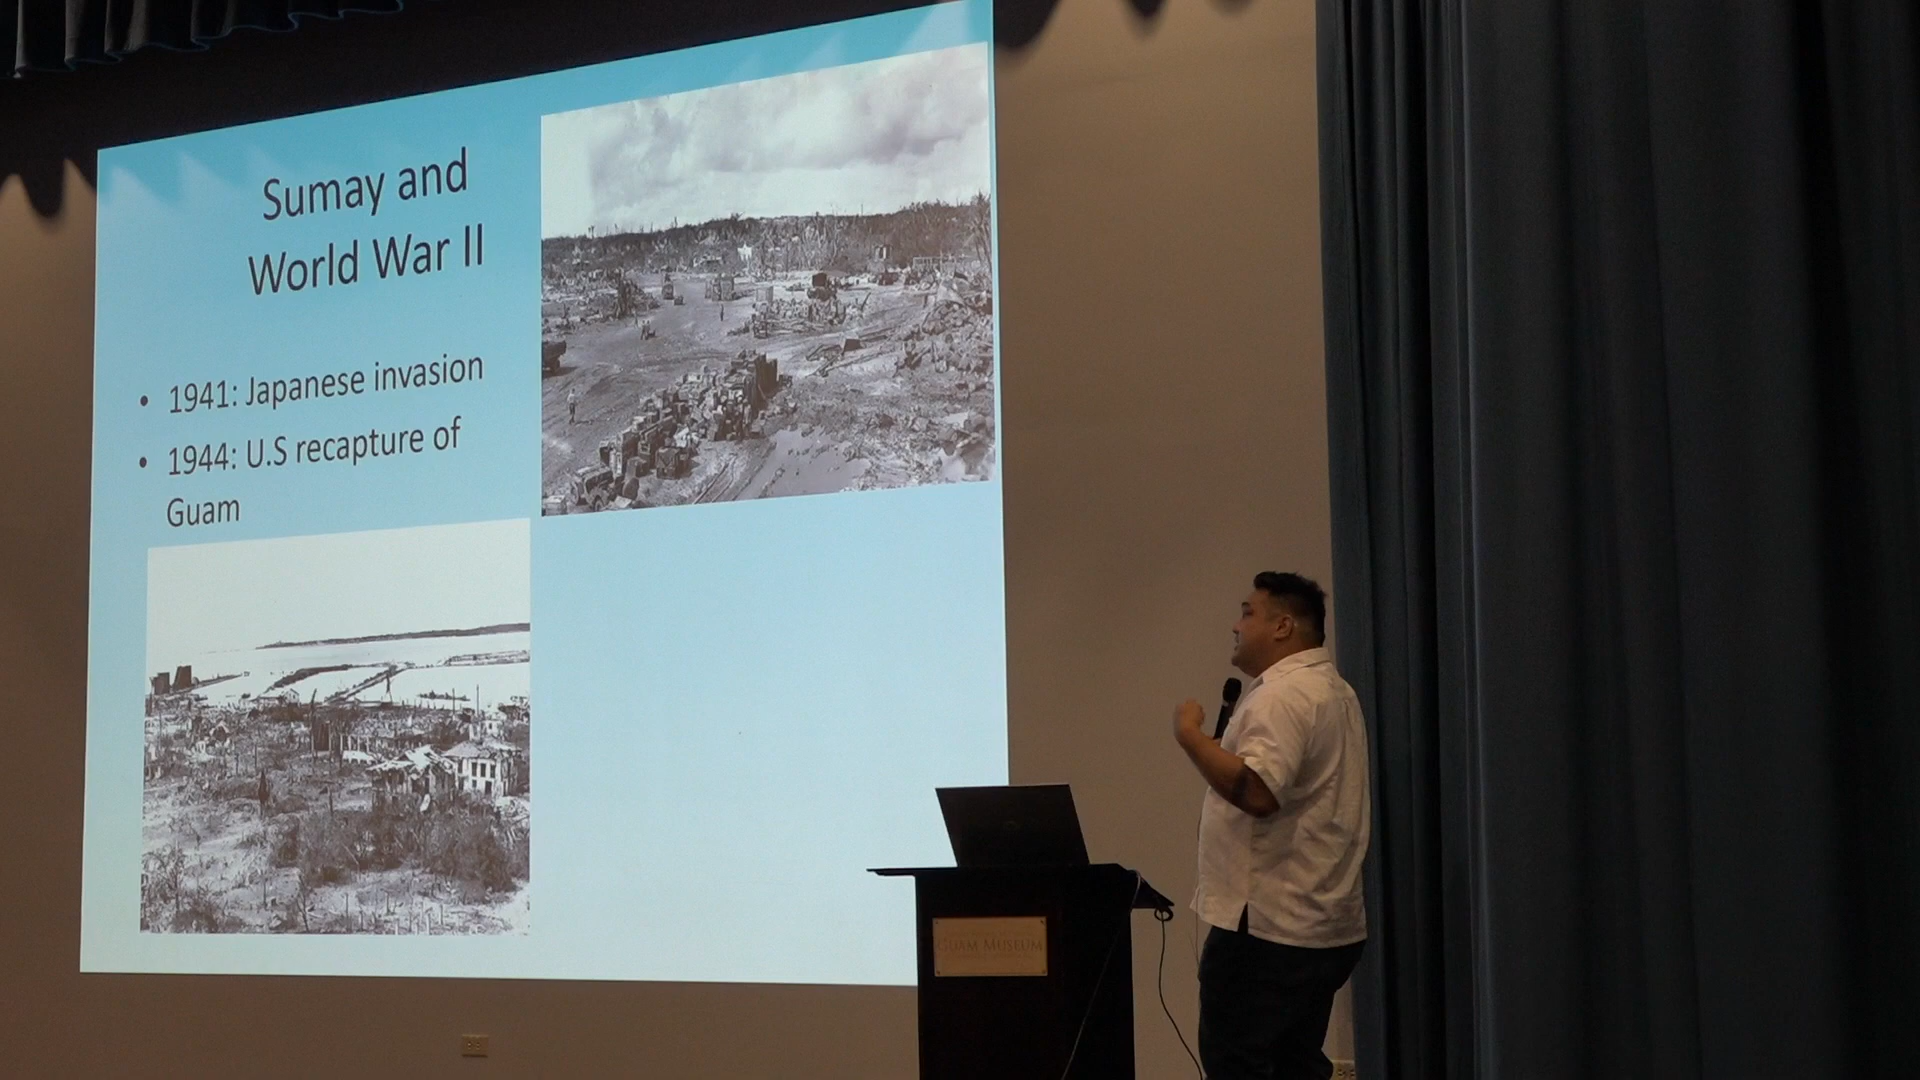 Sumay and
World War II
• 1941: Japanese invasion
• 1944: U.S recapture of
Guam
GUAM MUSEUM